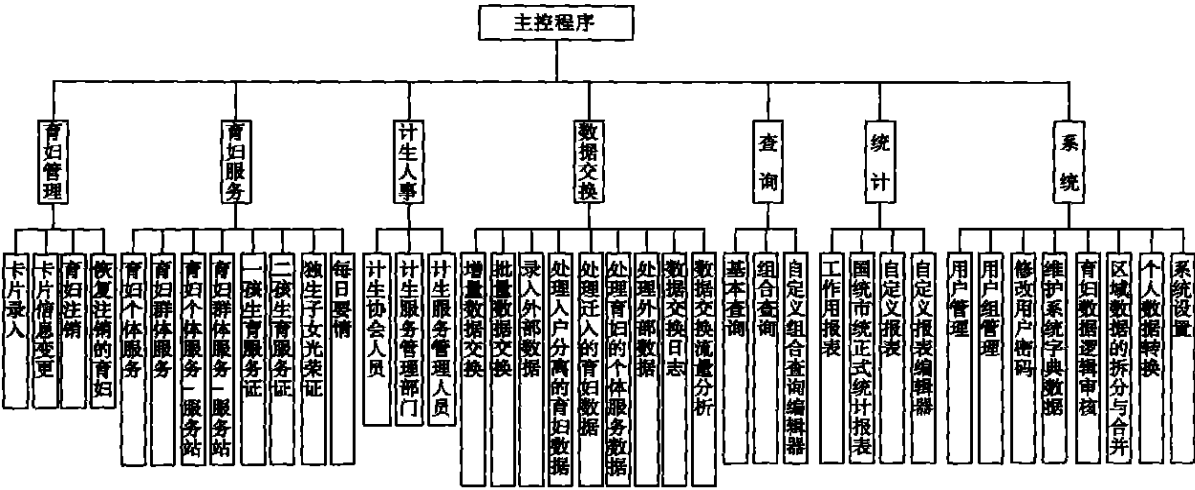 主控程序
育妇管理
育妇服务
计生人事
数据交换
查询
统计
系统
卡片录入
卡片信息变更
育妇注销
恢复注销的育妇
育妇个体服务
育妇群体服务
育妇个体服务-服务站
育妇群体服务-服务站
一孩生育服务证
二孩生育服务证
独生子女光荣证
每日要情
计生协会人员
计生服务管理部门
计生服务管理人员
增量数据交换
批量数据交换
录入外部数据
处理人户分离的育妇数据
处理迁入的育妇数据
处理育妇的个体服务数据
处理外部数据
数据交换日志
数据交换流量分析
基本查询
组合查询
自定义组合查询编辑器
工作用报表
国统市统正式统计报表
自定义报表
自定义报表编辑器
用户管理
用户组管理
修改用户密码
维护系统字典数据
育妇数据逻辑审核
区域数据的拆分与合并
个人数据转换
系统设置